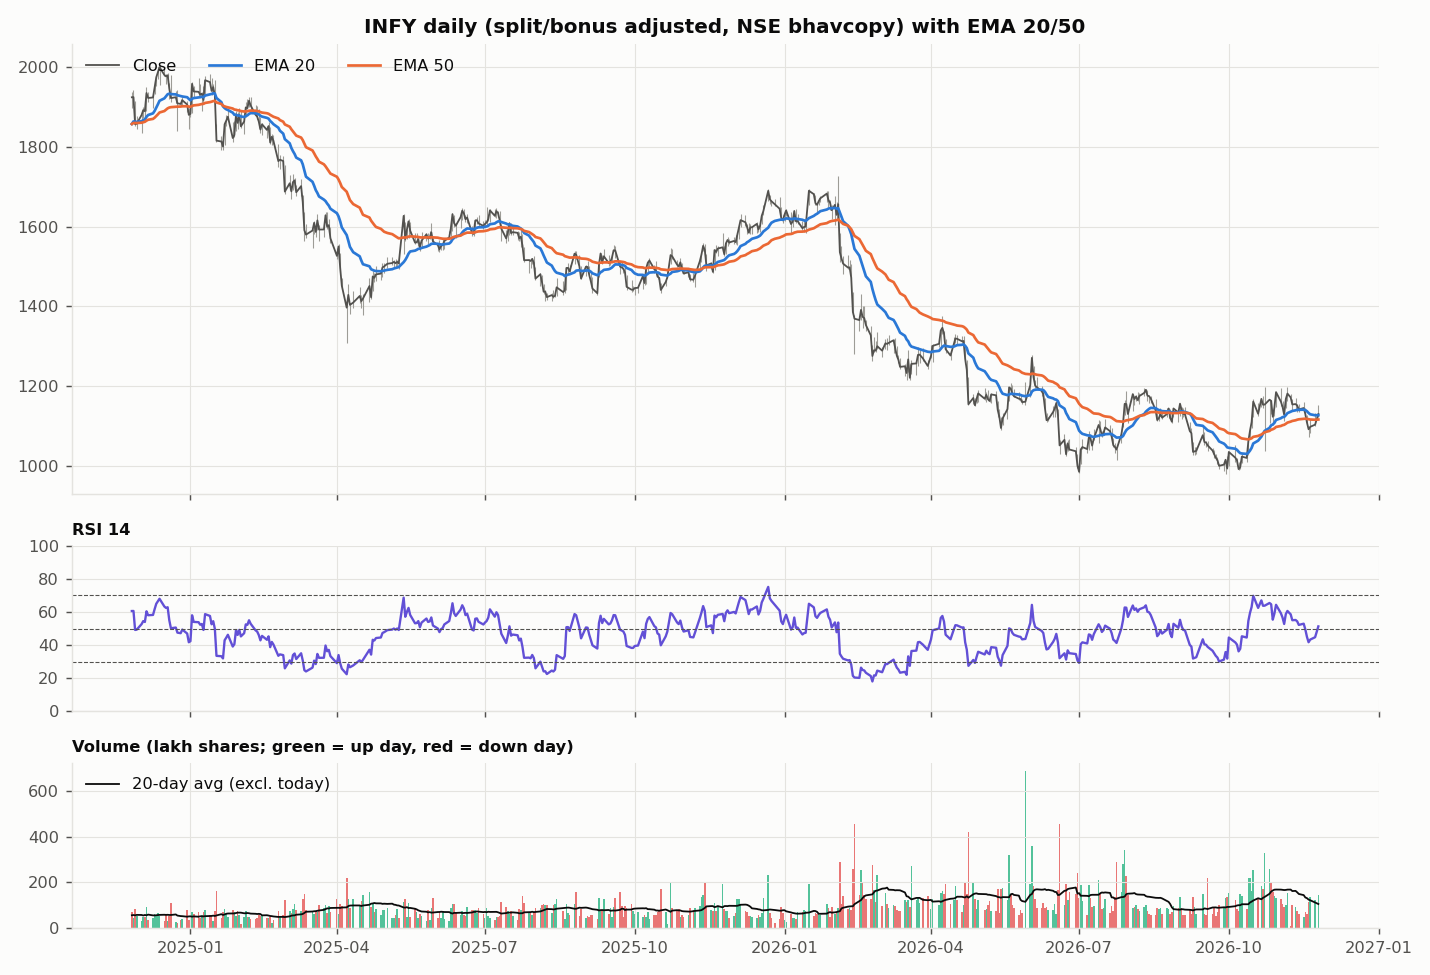 INFY daily (split/bonus adjusted, NSE bhavcopy) with EMA 20/50
Close EMA 20 EMA 50
2000
1800
1600
1400
1200
1000
RSI 14
100
80
60
40
20
0
Volume (lakh shares; green = up day, red = down day)
20-day avg (excl. today)
600
400
200
0
2025-01 2025-04 2025-07 2025-10 2026-01 2026-04 2026-07 2026-10 2027-01